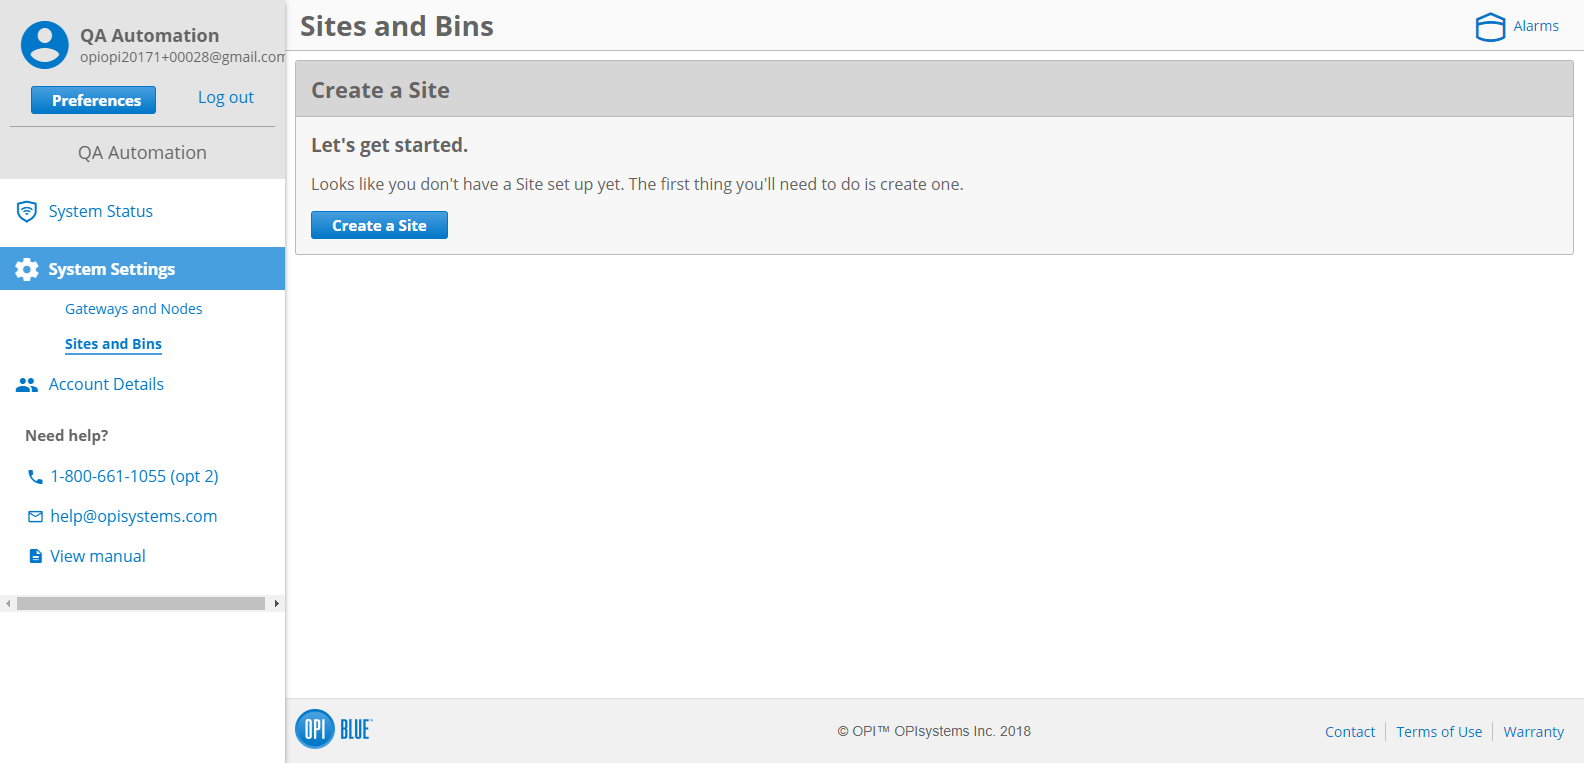 QA Automation
opiopi20171+00028@gmail.com
Preferences
Log out
QA Automation
System Status
System Settings
Gateways and Nodes
Sites and Bins
Account Details
Need help?
1-800-661-1055 (opt 2)
help@opisystems.com
View manual
Sites and Bins
Alarms
Create a Site
Let's get started.
Looks like you don't have a Site set up yet. The first thing you'll need to do is create one.
Create a Site
OPI BLUE™
© OPI™ OPIsystems Inc. 2018
Contact
Terms of Use
Warranty